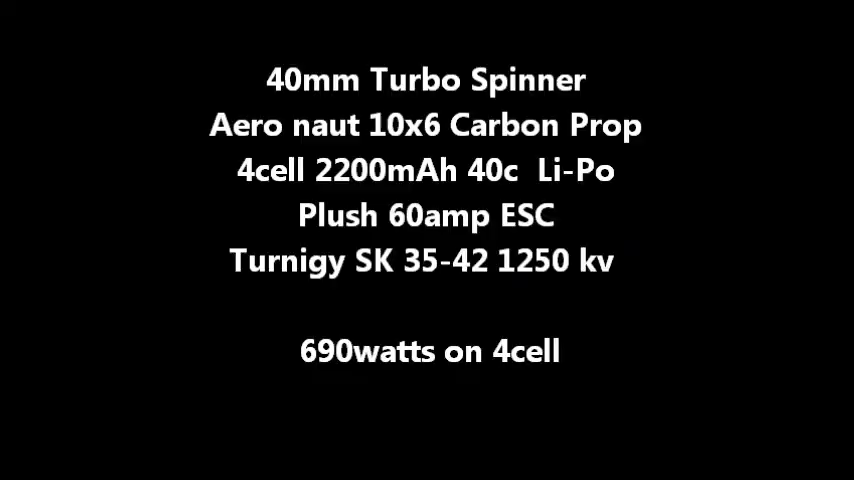 40mm Turbo Spinner
Aero naut 10x6 Carbon Prop
4cell 2200mAh 40c  Li-Po
Plush 60amp ESC
Turnigy SK 35-42 1250 kv
690watts on 4cell